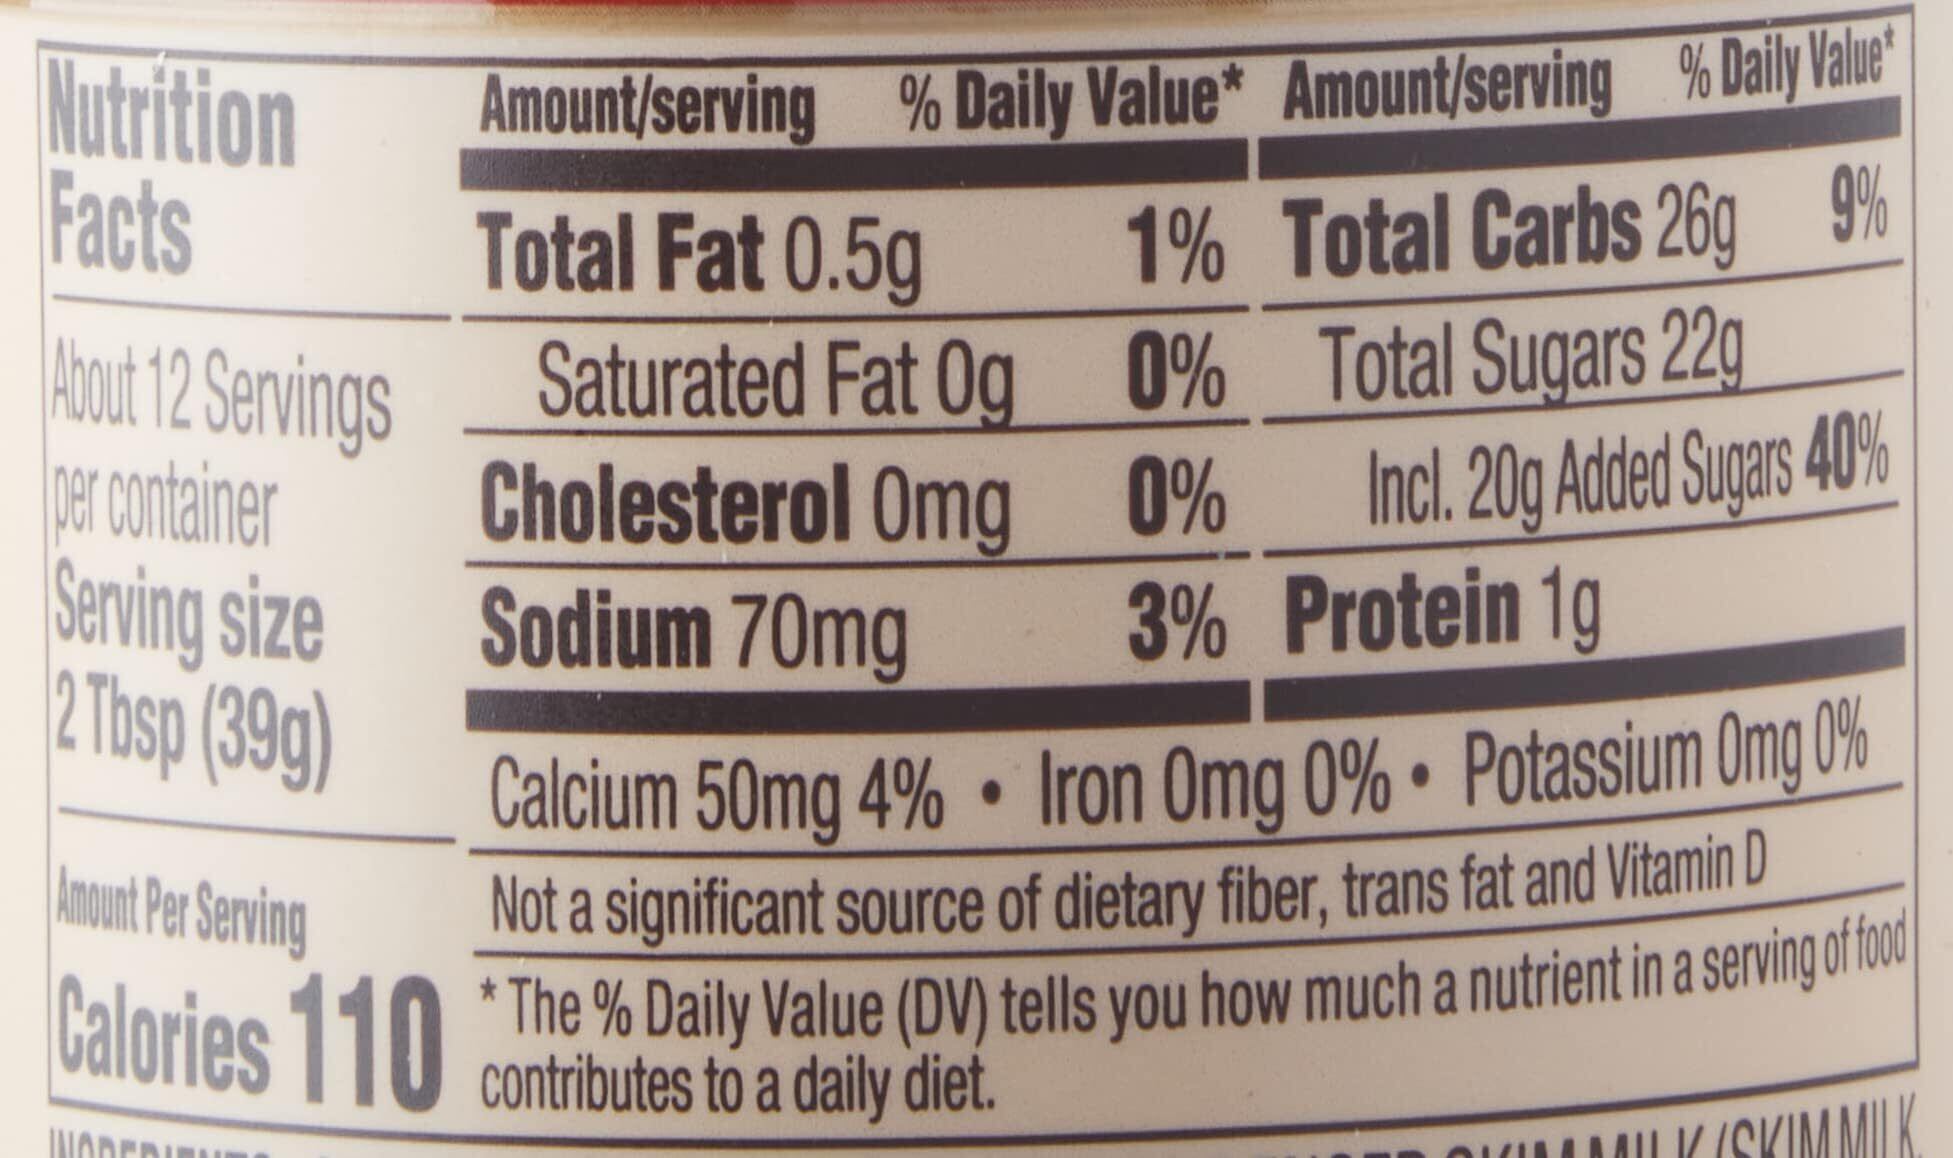 Nutrition
Facts
About 12 Servings
per container
Serving size
2 Tbsp (39g)
Amount Per Serving
Calories 110
Amount/serving % Daily Value*
Total Fat 0.5g 1%
Saturated Fat 0g 0%
Cholesterol 0mg 0%
Sodium 70mg 3%
Amount/serving % Daily Value*
Total Carbs 26g 9%
Total Sugars 22g
Incl. 20g Added Sugars 40%
Protein 1g
Calcium 50mg 4% • Iron 0mg 0% • Potassium 0mg 0%
Not a significant source of dietary fiber, trans fat and Vitamin D
* The % Daily Value (DV) tells you how much a nutrient in a serving of food
contributes to a daily diet.
SKIM MILK (SKIM MILK